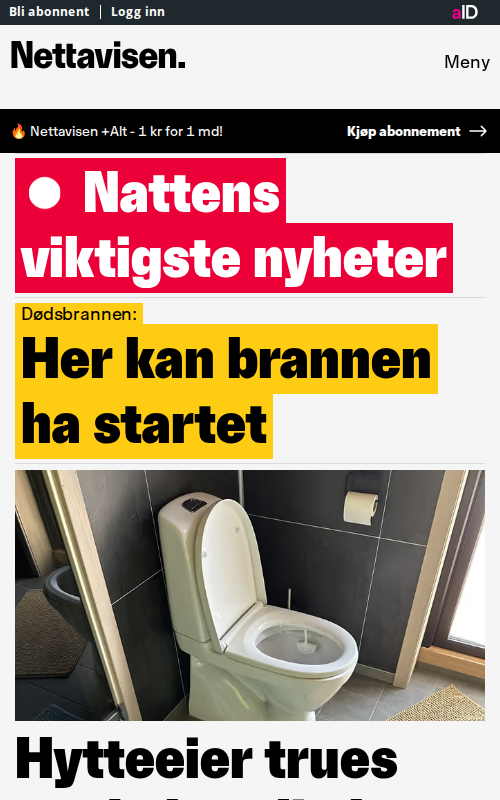 Bli abonnent | Logg inn
aID
Nettavisen.
Meny
🔥 Nettavisen +Alt - 1 kr for 1 md!
Kjøp abonnement →
● Nattens
viktigste nyheter
Dødsbrannen:
Her kan brannen
ha startet
Hytteeier trues